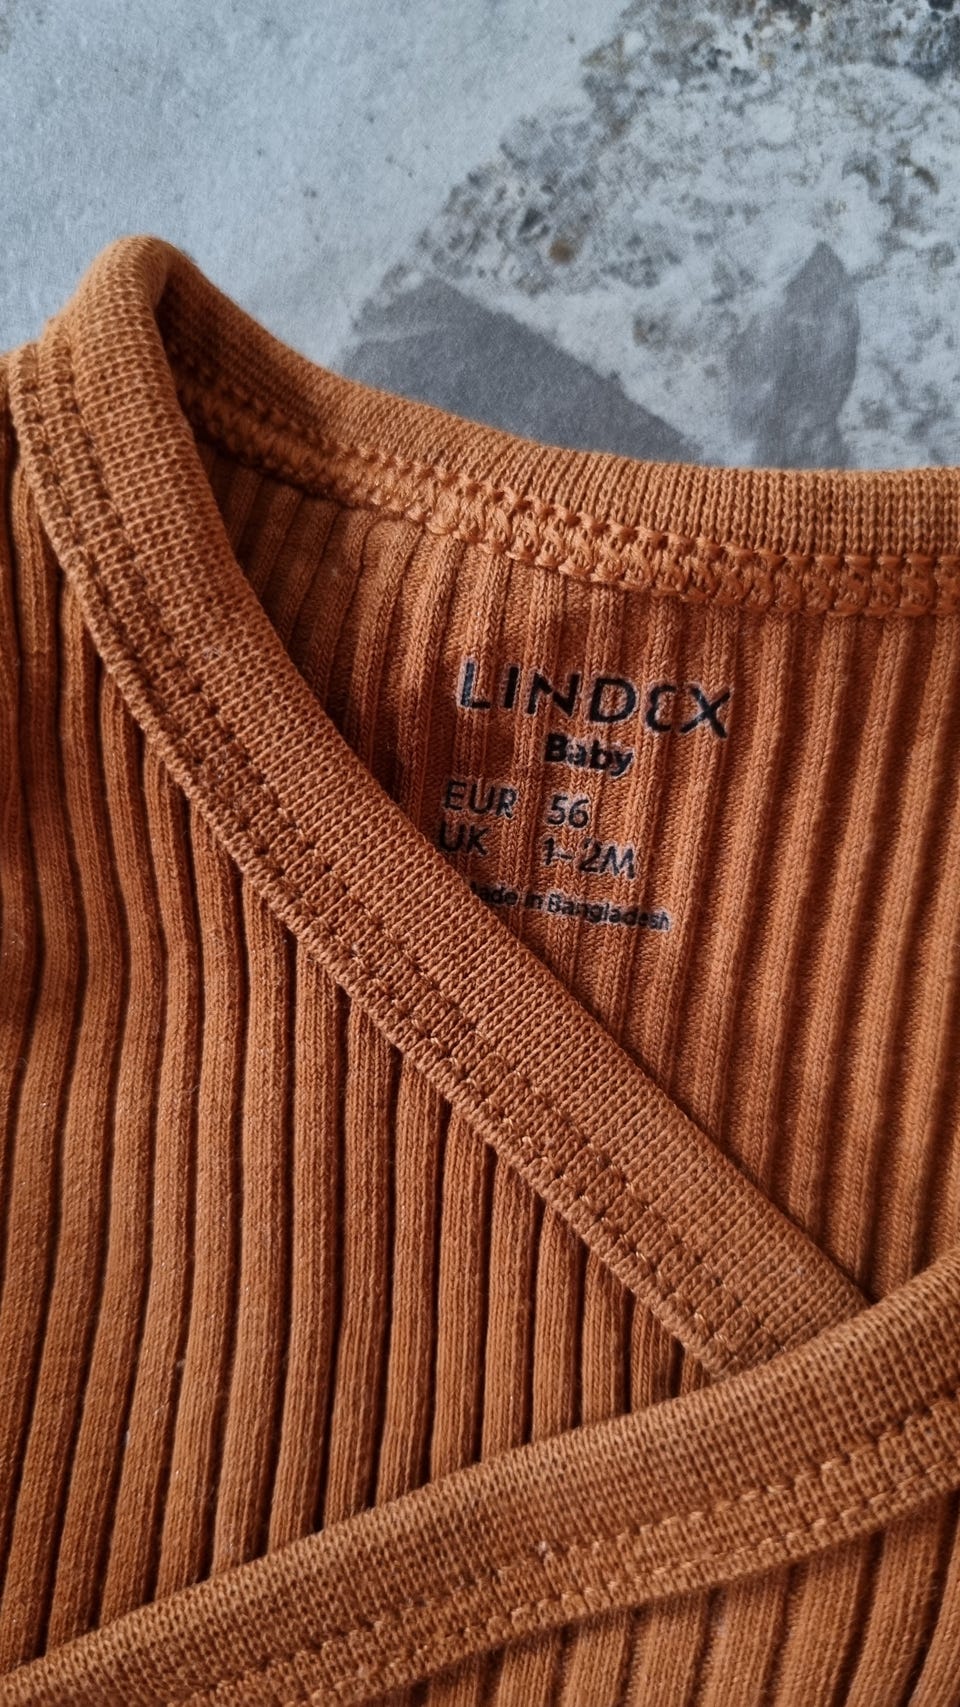 LINDEX
Baby
EUR 56
UK 1-2M
Made in Bangladesh